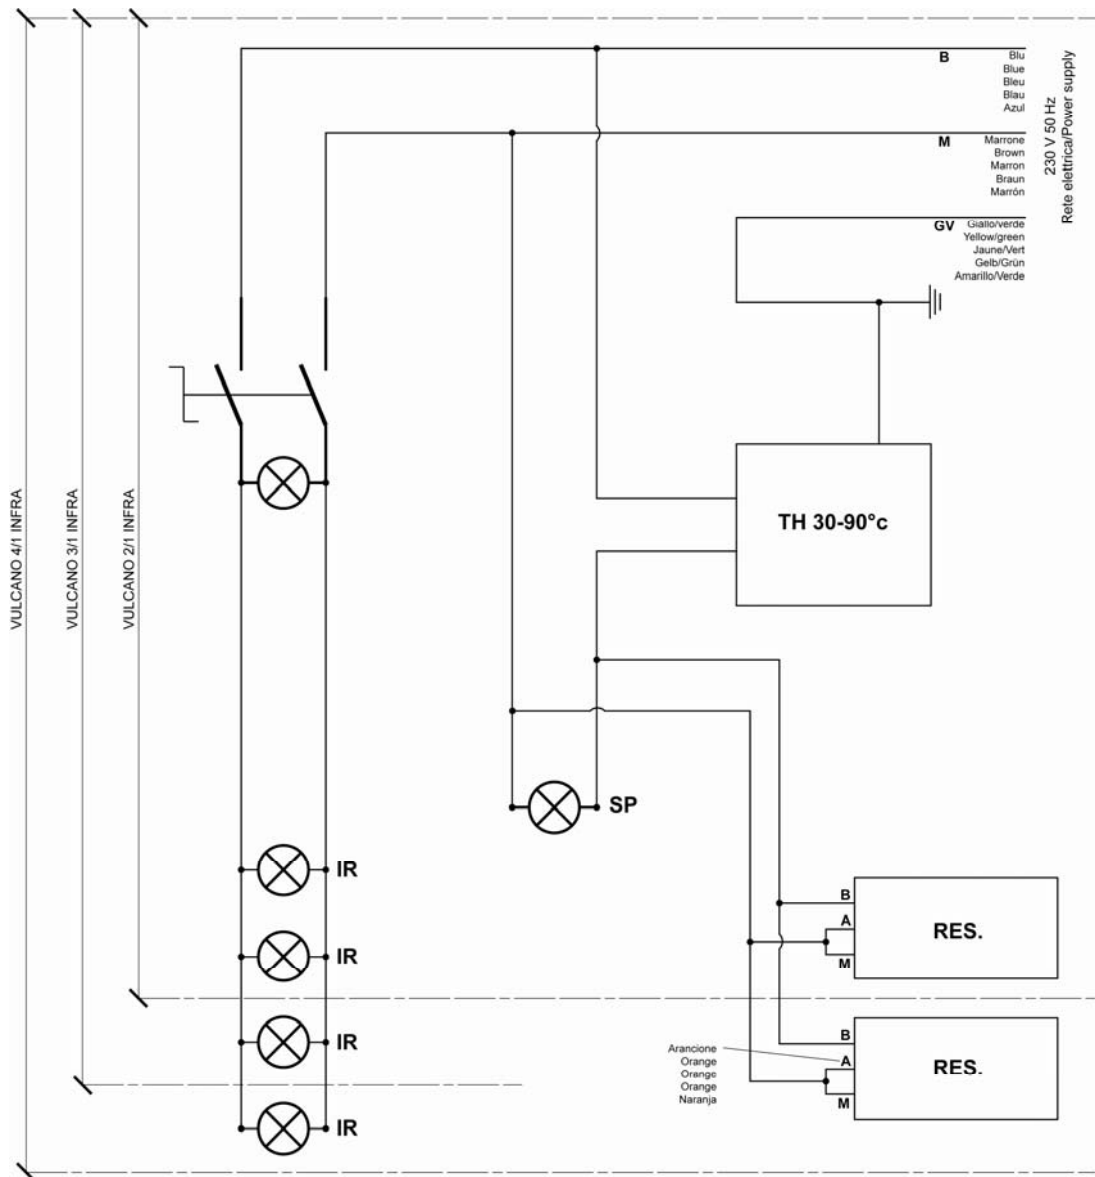 B
Blu
Blue
Bleu
Blau
Azul
M
Marrone
Brown
Marron
Braun
Marrón
230 V 50 Hz
Rete elettrica/Power supply
GV
Giallo/verde
Yellow/green
Jaune/Vert
Gelb/Grün
Amarillo/Verde
VULCANO 4/1 INFRA
VULCANO 3/1 INFRA
VULCANO 2/1 INFRA
TH 30-90°c
SP
IR
IR
IR
IR
B
A
M
RES.
B
A
M
RES.
Arancione
Orange
Orange
Orange
Naranja